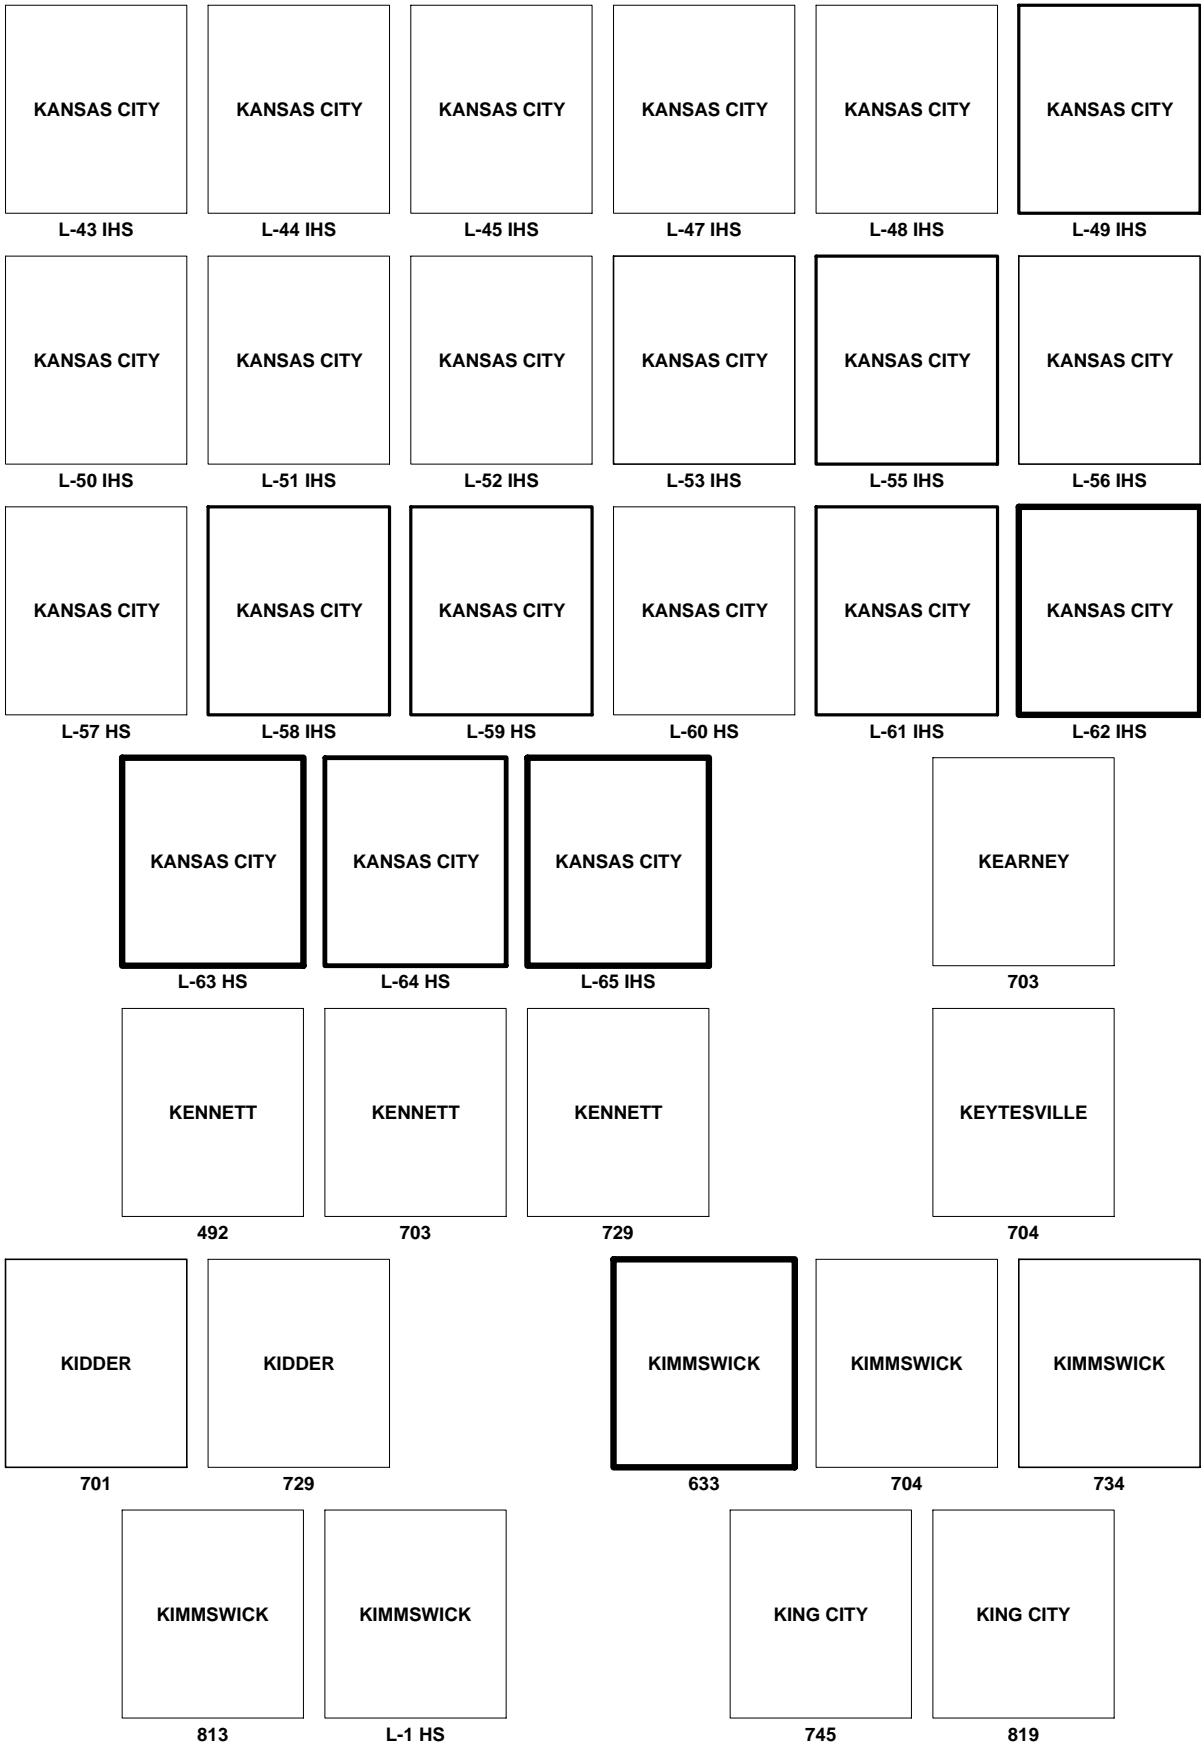 KANSAS CITY KANSAS CITY KANSAS CITY KANSAS CITY KANSAS CITY KANSAS CITY
L-43 IHS L-44 IHS L-45 IHS L-47 IHS L-48 IHS L-49 IHS
KANSAS CITY KANSAS CITY KANSAS CITY KANSAS CITY KANSAS CITY KANSAS CITY
L-50 IHS L-51 IHS L-52 IHS L-53 IHS L-55 IHS L-56 IHS
KANSAS CITY KANSAS CITY KANSAS CITY KANSAS CITY KANSAS CITY KANSAS CITY
L-57 HS L-58 IHS L-59 HS L-60 HS L-61 IHS L-62 IHS
KANSAS CITY KANSAS CITY KANSAS CITY KEARNEY
L-63 HS L-64 HS L-65 IHS 703
KENNETT KENNETT KENNETT KEYTESVILLE
492 703 729 704
KIDDER KIDDER KIMMSWICK KIMMSWICK KIMMSWICK
701 729 633 704 734
KIMMSWICK KIMMSWICK KING CITY KING CITY
813 L-1 HS 745 819